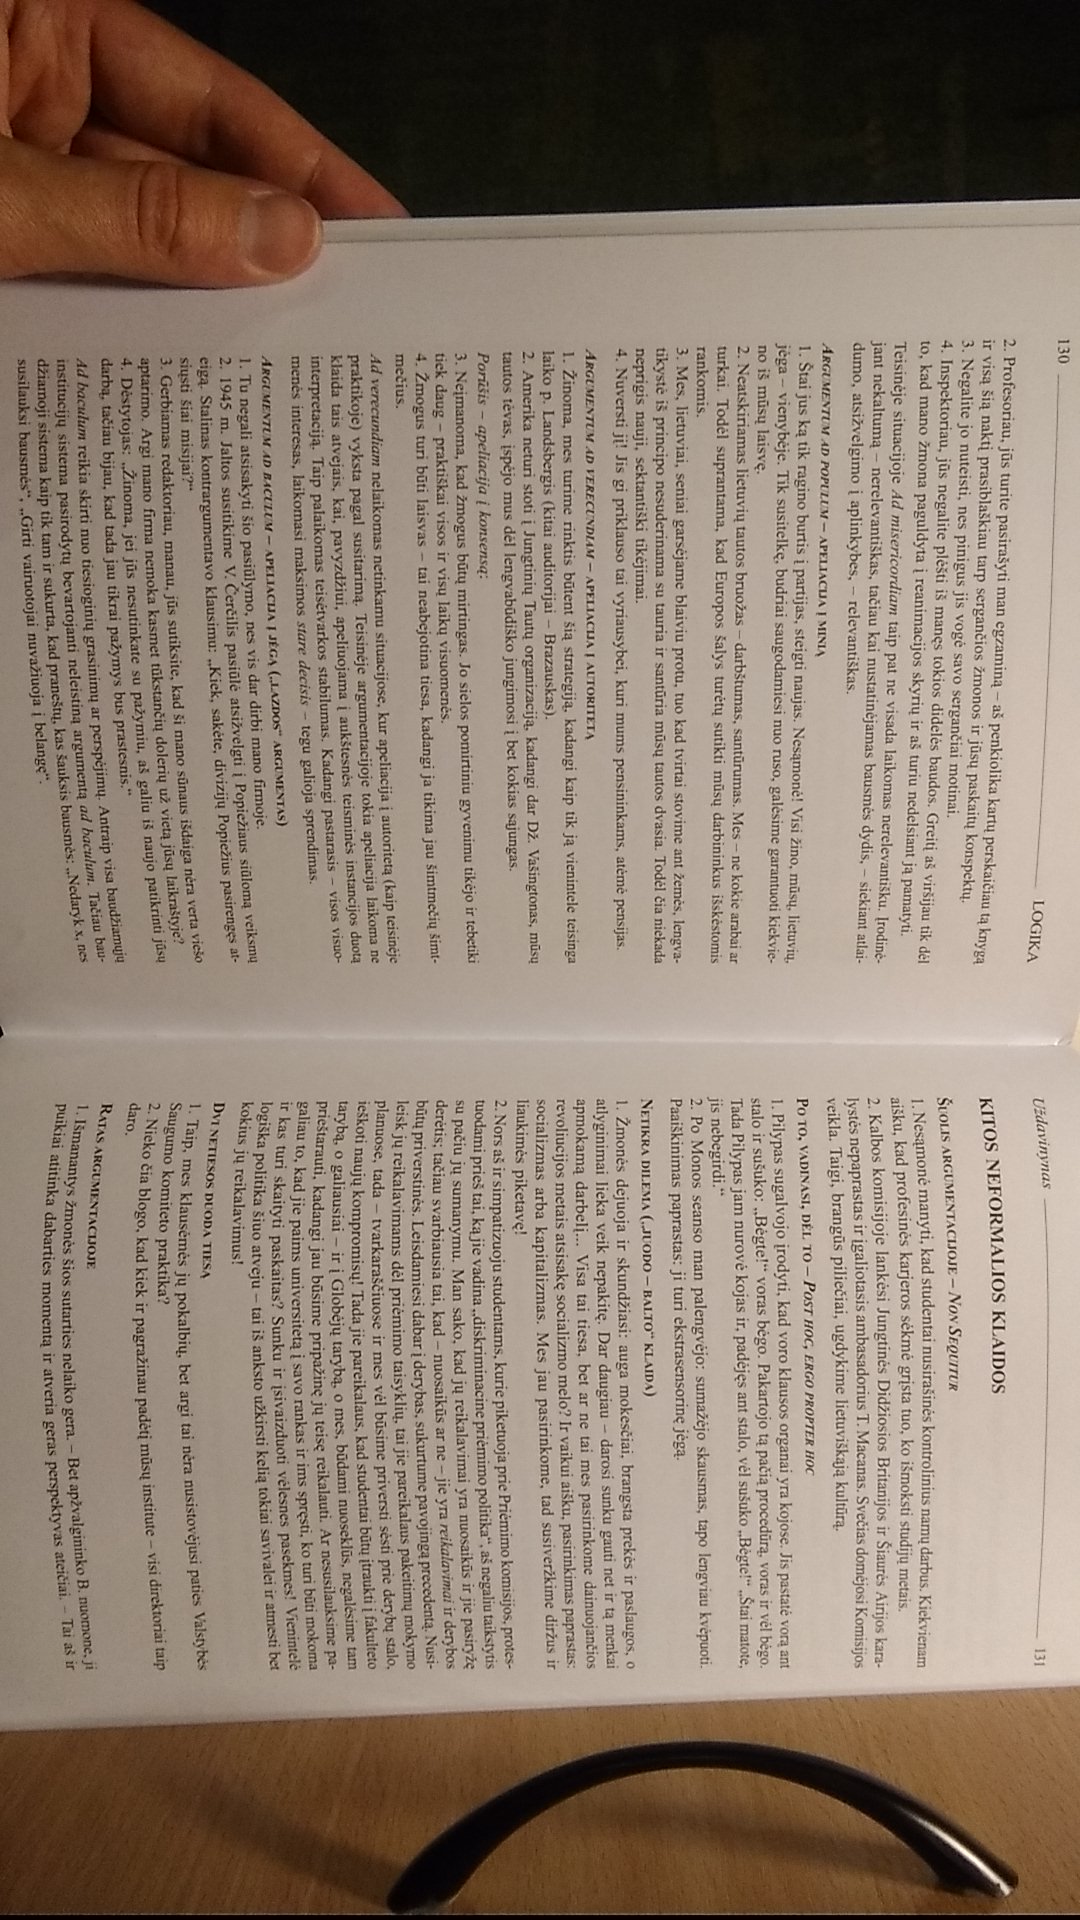 130
LOGIKA
2. Profesoriau, jūs turite pasirašyti man egzaminą – aš penkiolika kartų perskaičiau tą knygą
ir visą šią naktį prasiblaškiau tarp sergančios žmonos ir jūsų paskaitų konspektų.
3. Negalite jo nuteisti, nes pinigus jis vogė savo sergančiai motinai.
4. Inspektoriau, jūs negalite plėšti iš manęs tokios didelės baudos. Greitį aš viršijau tik dėl
to, kad mano žmona paguldyta į reanimacijos skyrių ir aš turiu nedelsiant ją pamatyti.
Teisinėje situacijoje Ad misericordiam taip pat ne visada laikomas nerelevantišku. Įrodinė-
jant nekaltumą – nerelevantiškas, tačiau kai nustatinėjamas bausmės dydis, – siekiant atlai-
dumo, atsižvelgimo į aplinkybes, – relevantiškas.
ARGUMENTUM AD POPULUM – APELIACIJA Į MINIĄ
1. Štai jus ką tik ragino burtis į partijas, steigti naujas. Nesąmonė! Visi žino, mūsų, lietuvių,
jėga – vienybėje. Tik susitelkę, budriai saugodamiesi nuo ruso, galėsime garantuoti kiekvie-
no iš mūsų laisvę.
2. Neatskiriamas lietuvių tautos bruožas – darbštumas, santūrumas. Mes – ne kokie arabai ar
turkai. Todėl suprantama, kad Europos šalys turėtų sutikti mūsų darbininkus išskėstomis
rankomis.
3. Mes, lietuviai, seniai garsėjame blaiviu protu, tuo kad tvirtai stovime ant žemės, lengva-
tikystė iš principo nesuderinama su tauria ir santūria mūsų tautos dvasia. Todėl čia niekada
neprigis nauji, sektantiški tikėjimai.
4. Nuversti jį! Jis gi priklauso tai vyriausybei, kuri mums pensininkams, atėmė pensijas.
ARGUMENTUM AD VERECUNDIAM – APELIACIJA Į AUTORITETĄ
1. Žinoma, mes turime rinktis būtent šią strategiją, kadangi kaip tik ją vienintele teisinga
laiko p. Landsbergis (kitai auditorijai – Brazauskas).
2. Amerika neturi stoti į Jungtinių Tautų organizaciją, kadangi dar Dž. Vašingtonas, mūsų
tautos tėvas, įspėjo mus dėl lengvabūdiško jungimosi į bet kokias sąjungas.
Porūšis – apeliacija į konsensą:
3. Neįmanoma, kad žmogus būtų mirtingas. Jo sielos pomirtiniu gyvenimu tikėjo ir tebetiki
tiek daug – praktiškai visos ir visų laikų visuomenės.
4. Žmogus turi būti laisvas – tai neabejotina tiesa, kadangi ja tikima jau šimtmečių šimt-
mečius.
Ad verecundiam nelaikomas netinkamu situacijose, kur apeliacija į autoritetą (kaip teisinėje
praktikoje) vyksta pagal susitarimą. Teisinėje argumentacijoje tokia apeliacija laikoma ne
klaida tais atvejais, kai, pavyzdžiui, apeliuojama į aukštesnės teisminės instancijos duotą
interpretaciją. Taip palaikomas teisėtvarkos stabilumas. Kadangi pastarasis – visos visuo-
menės interesas, laikomasi maksimos stare decisis – tegu galioja sprendimas.
ARGUMENTUM AD BACULUM – APELIACIJA Į JĖGĄ („LAZDOS“ ARGUMENTAS)
1. Tu negali atsisakyti šio pasiūlymo, nes vis dar dirbi mano firmoje.
2. 1945 m. Jaltos susitikime V. Čerčilis pasiūlė atsižvelgti į Popiežiaus siūlomą veiksmų
eigą. Stalinas kontrargumentavo klausimu: „Kiek, sakėte, divizijų Popiežius pasirengęs at-
siųsti šiai misijai?“
3. Gerbiamas redaktoriau, manau, jūs sutiksite, kad ši mano sūnaus išdaiga nėra verta viešo
aptarimo. Argi mano firma nemoka kasmet tūkstančių dolerių už vietą jūsų laikraštyje?
4. Dėstytojas: „Žinoma, jei jūs nesutinkate su pažymiu, aš galiu iš naujo patikrinti jūsų
darbą, tačiau bijau, kad tada jau tikrai pažymys bus prastesnis.“
Ad baculum reikia skirti nuo tiesioginių grasinimų ar perspėjimų. Antraip visa baudžiamųjų
institucijų sistema pasirodytų bevartojanti neleistiną argumentą ad baculum. Tačiau bau-
džiamoji sistema kaip tik tam ir sukurta, kad praneštų, kas šauksis bausmės: „Nedaryk x, nes
susilauksi bausmės“, „Girti vairuotojai nuvažiuoja į belangę“.
Uždavinynas
131
KITOS NEFORMALIOS KLAIDOS
ŠUOLIS ARGUMENTACIJOJE – NON SEQUITUR
1. Nesąmonė manyti, kad studentai nusirašinės kontrolinius namų darbus. Kiekvienam
aišku, kad profesinės karjeros sėkmė grįsta tuo, ko išmoksti studijų metais.
2. Kalbos komisijoje lankėsi Jungtinės Didžiosios Britanijos ir Šiaurės Airijos kara-
lystės nepaprastas ir įgaliotasis ambasadorius T. Macanas. Svečias domėjosi Komisijos
veikla. Taigi, brangūs piliečiai, ugdykime lietuviškają kultūrą.
PO TO, VADINASI, DĖL TO – POST HOC, ERGO PROPTER HOC
1. Pilypas sugalvojo įrodyti, kad voro klausos organai yra kojose. Jis pastatė vorą ant
stalo ir sušuko: „Bėgte!“ voras bėgo. Pakartojo tą pačią procedūrą, voras ir vėl bėgo.
Tada Pilypas jam nurovė kojas ir, padėjęs ant stalo, vėl sušuko „Bėgte!“ „Štai matote,
jis nebegirdi.“
2. Po Monos seanso man palengvėjo: sumažėjo skausmas, tapo lengviau kvėpuoti.
Paaiškinimas paprastas: ji turi ekstrasensorinę jėgą.
NETIKRA DILEMA („JUODO – BALTO“ KLAIDA)
1. Žmonės dejuoja ir skundžiasi: auga mokesčiai, brangsta prekės ir paslaugos, o
atlyginimai lieka veik nepakitę. Dar daugiau – darosi sunku gauti net ir tą menkai
apmokamą darbelį... Visa tai tiesa, bet ar ne tai mes pasirinkome dainuojančios
revoliucijos metais atsisakę socializmo melo? Ir vaikui aišku, pasirinkimas paprastas:
socializmas arba kapitalizmas. Mes jau pasirinkome, tad susiveržkime diržus ir
liaukimės piketavę!
2. Nors aš ir simpatizuoju studentams, kurie piketuoja prie Priėmimo komisijos, protes-
tuodami prieš tai, ką jie vadina „diskriminacine priėmimo politika“, aš negaliu taikstytis
su pačiu jų sumanymu. Man sako, kad jų reikalavimai yra nuosaikūs ir jie pasiryžę
derėtis; tačiau svarbiausia tai, kad – nuosaikūs ar ne – jie yra reikalavimai ir derybos
būtų priverstinės. Leisdamiesi dabar į derybas, sukurtume pavojingą precedentą. Nusi-
leisk jų reikalavimams dėl priėmimo taisyklių, tai jie pareikalaus pakeitimų mokymo
planuose, tada – tvarkaraščiuose ir mes vėl būsime priversti sėsti prie derybų stalo,
ieškoti naujų kompromisų! Tada jie pareikalaus, kad studentai būtų įtraukti į fakulteto
tarybą, o galiausiai – ir į Globėjų tarybą, o mes, būdami nuoseklūs, negalėsime tam
prieštarauti, kadangi jau būsime pripažinę jų teisę reikalauti. Ar nesusilauksime pa-
galiau to, kad jie paims universitetą į savo rankas ir ims spręsti, ko turi būti mokoma
ir kas turi skaityti paskaitas? Sunku ir įsivaizduoti vėlesnes pasekmes! Vienintelė
logiška politika šiuo atveju – tai iš anksto užkirsti kelią tokiai savivalei ir atmesti bet
kokius jų reikalavimus!
DVI NETIESOS DUODA TIESĄ
1. Taip, mes klausėmės jų pokalbių, bet argi tai nėra nusistovėjusi paties Valstybės
Saugumo komiteto praktika?
2. Nieko čia blogo, kad kiek ir pagražinau padėtį mūsų institute – visi direktoriai taip
daro.
RATAS ARGUMENTACIJOJE
1. Išmanantys žmonės šios sutarties nelaiko gera. – Bet apžvalgininko B. nuomone, ji
puikiai atitinka dabarties momentą ir atveria geras perspektyvas ateičiai. – Tai aš ir